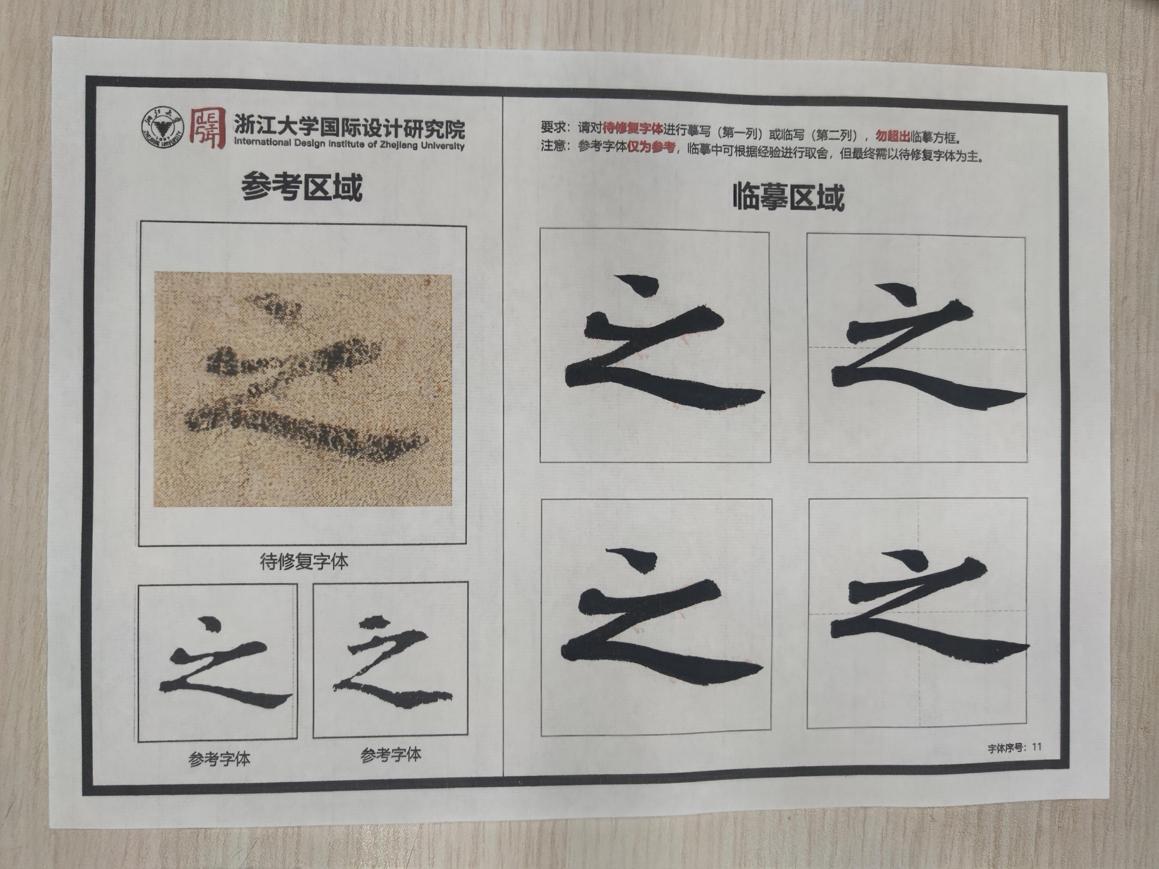 浙江大学国际设计研究院
International Design Institute of Zhejiang University
参考区域
待修复字体
之
之
之
参考字体
参考字体
要求：请对待修复字体进行摹写（第一列）或临写（第二列），勿超出临摹方框。
注意：参考字体仅为参考，临摹中可根据经验进行取舍，但最终需以待修复字体为主。
临摹区域
之
之
之
之
字体序号：11